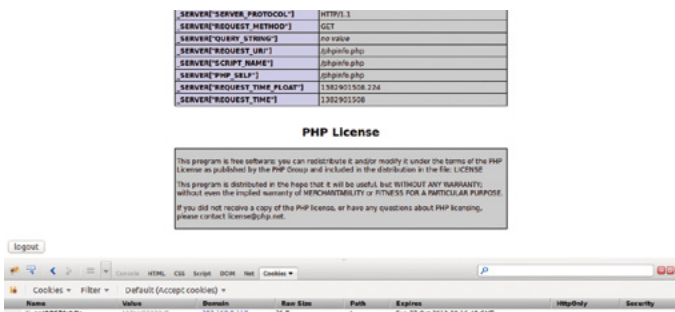 _SERVER["SERVER_PROTOCOL"] HTTP/1.1
_SERVER["REQUEST_METHOD"] GET
_SERVER["QUERY_STRING"] no value
_SERVER["REQUEST_URI"] /phpinfo.php
_SERVER["SCRIPT_NAME"] /phpinfo.php
_SERVER["PHP_SELF"] /phpinfo.php
_SERVER["REQUEST_TIME_FLOAT"] 1382901508.224
_SERVER["REQUEST_TIME"] 1382901508
PHP License
This program is free software; you can redistribute it and/or modify it under the terms of the PHP
License as published by the PHP Group and included in the distribution in the file: LICENSE
This program is distributed in the hope that it will be useful, but WITHOUT ANY WARRANTY;
without even the implied warranty of MERCHANTABILITY or FITNESS FOR A PARTICULAR PURPOSE.
If you did not receive a copy of the PHP license, or have any questions about PHP licensing,
please contact license@php.net.
logout
Console HTML CSS Script DOM Net Cookies
Cookies Filter Default (Accept cookies)
Name Value Domain Raw Size Path Expires HttpOnly Security